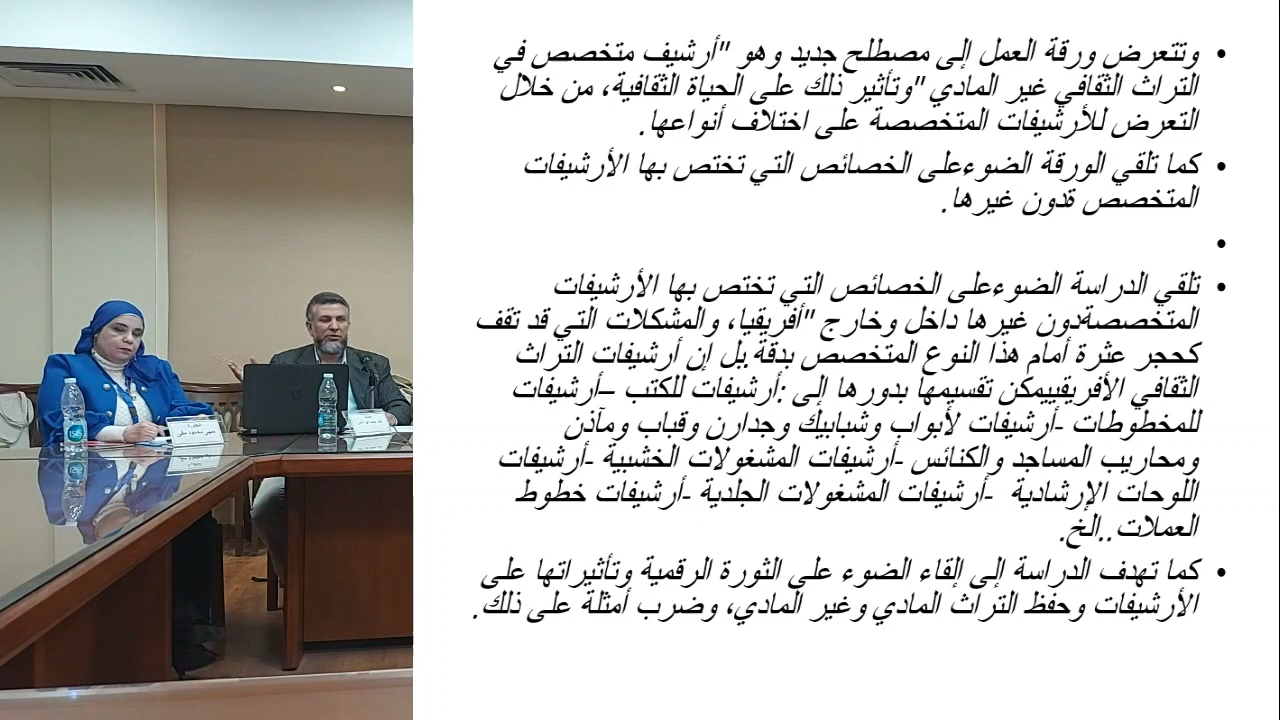 • وتتعرض ورقة العمل إلى مصطلح جديد وهو "أرشيف متخصص في
التراث الثقافي غير المادي "وتأثير ذلك على الحياة الثقافية، من خلال
التعرض للأرشيفات المتخصصة على اختلاف أنواعها.
• كما تلقي الورقة الضوءعلى الخصائص التي تختص بها الأرشيفات
المتخصص ةدون غيرها.
•
• تلقي الدراسة الضوءعلى الخصائص التي تختص بها الأرشيفات
المتخصصةدون غيرها داخل وخارج "أفريقيا، والمشكلات التي قد تقف
كحجر عثرة أمام هذا النوع المتخصص بدقة.بل إن أرشيفات التراث
الثقافي الأفريقييمكن تقسيمها بدورها إلى :أرشيفات للكتب –أرشيفات
للمخطوطات -أرشيفات لأبواب وشبابيك وجدارن وقباب ومآذن
ومحاريب المساجد والكنائس -أرشيفات المشغولات الخشبية -أرشيفات
اللوحات الإرشادية -أرشيفات المشغولات الجلدية -أرشيفات خطوط
العملات..الخ.
• كما تهدف الدراسة إلى إلقاء الضوء على الثورة الرقمية وتأثيراتها على
الأرشيفات وحفظ التراث المادي وغير المادي، وضرب أمثلة على ذلك.